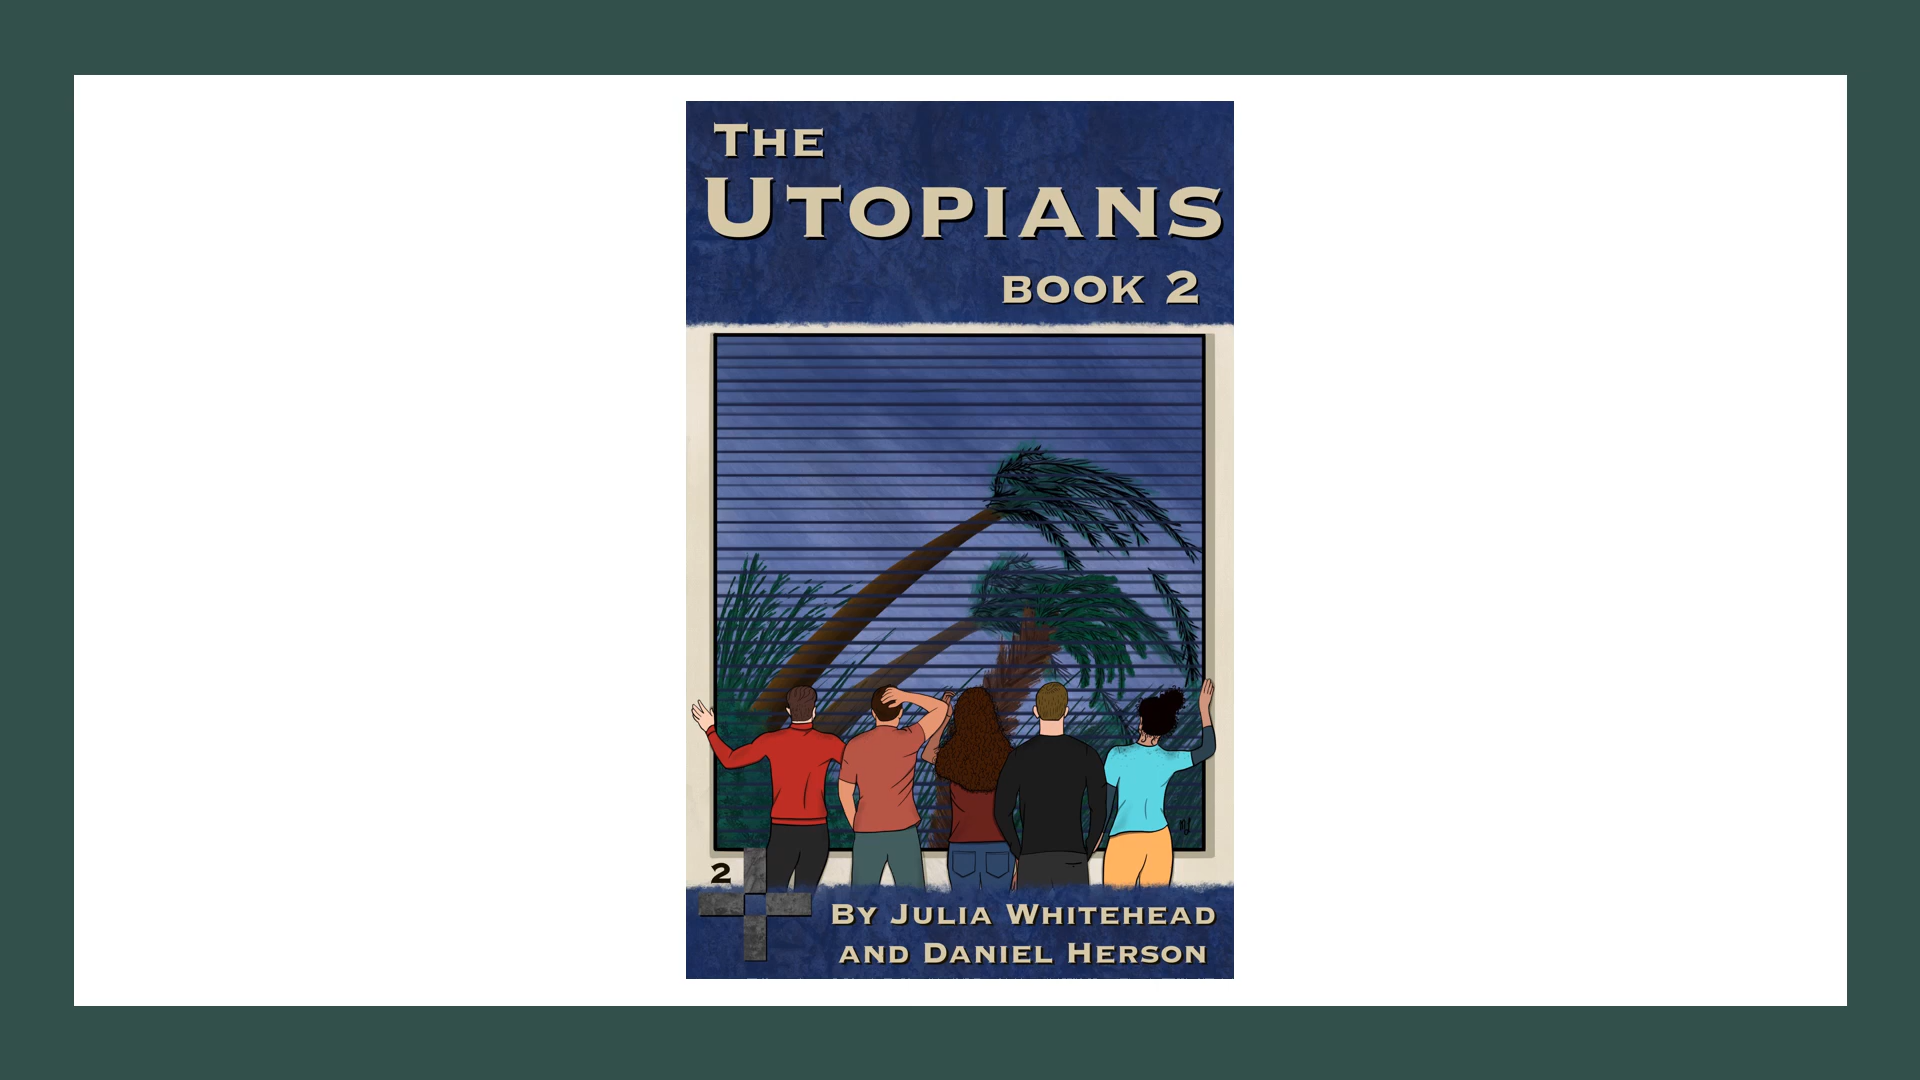 The
Utopians
Book 2
2
By Julia Whitehead
and Daniel Herson